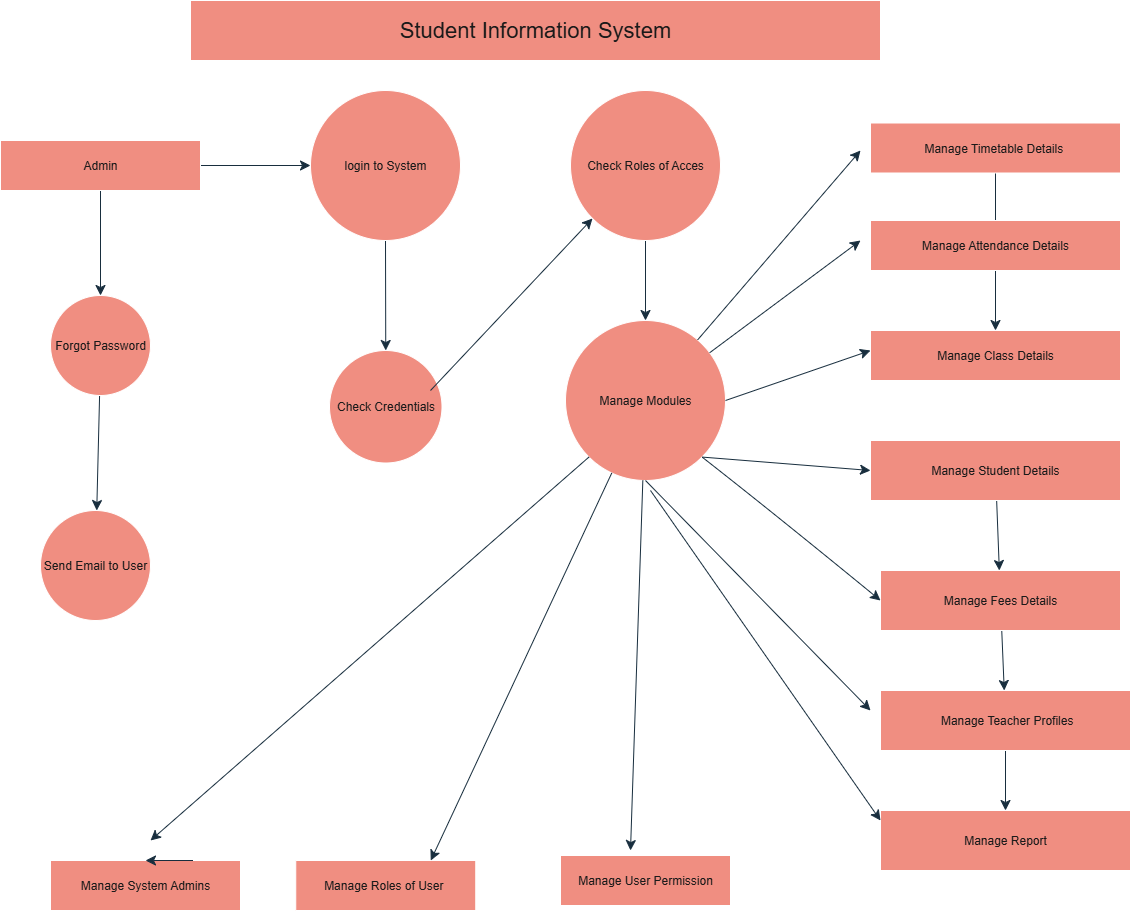 Student Information System
Admin
login to System
Check Roles of Acces
Manage Timetable Details
Manage Attendance Details
Forgot Password
Check Credentials
Manage Modules
Manage Class Details
Manage Student Details
Send Email to User
Manage Fees Details
Manage Teacher Profiles
Manage Report
Manage System Admins
Manage Roles of User
Manage User Permission